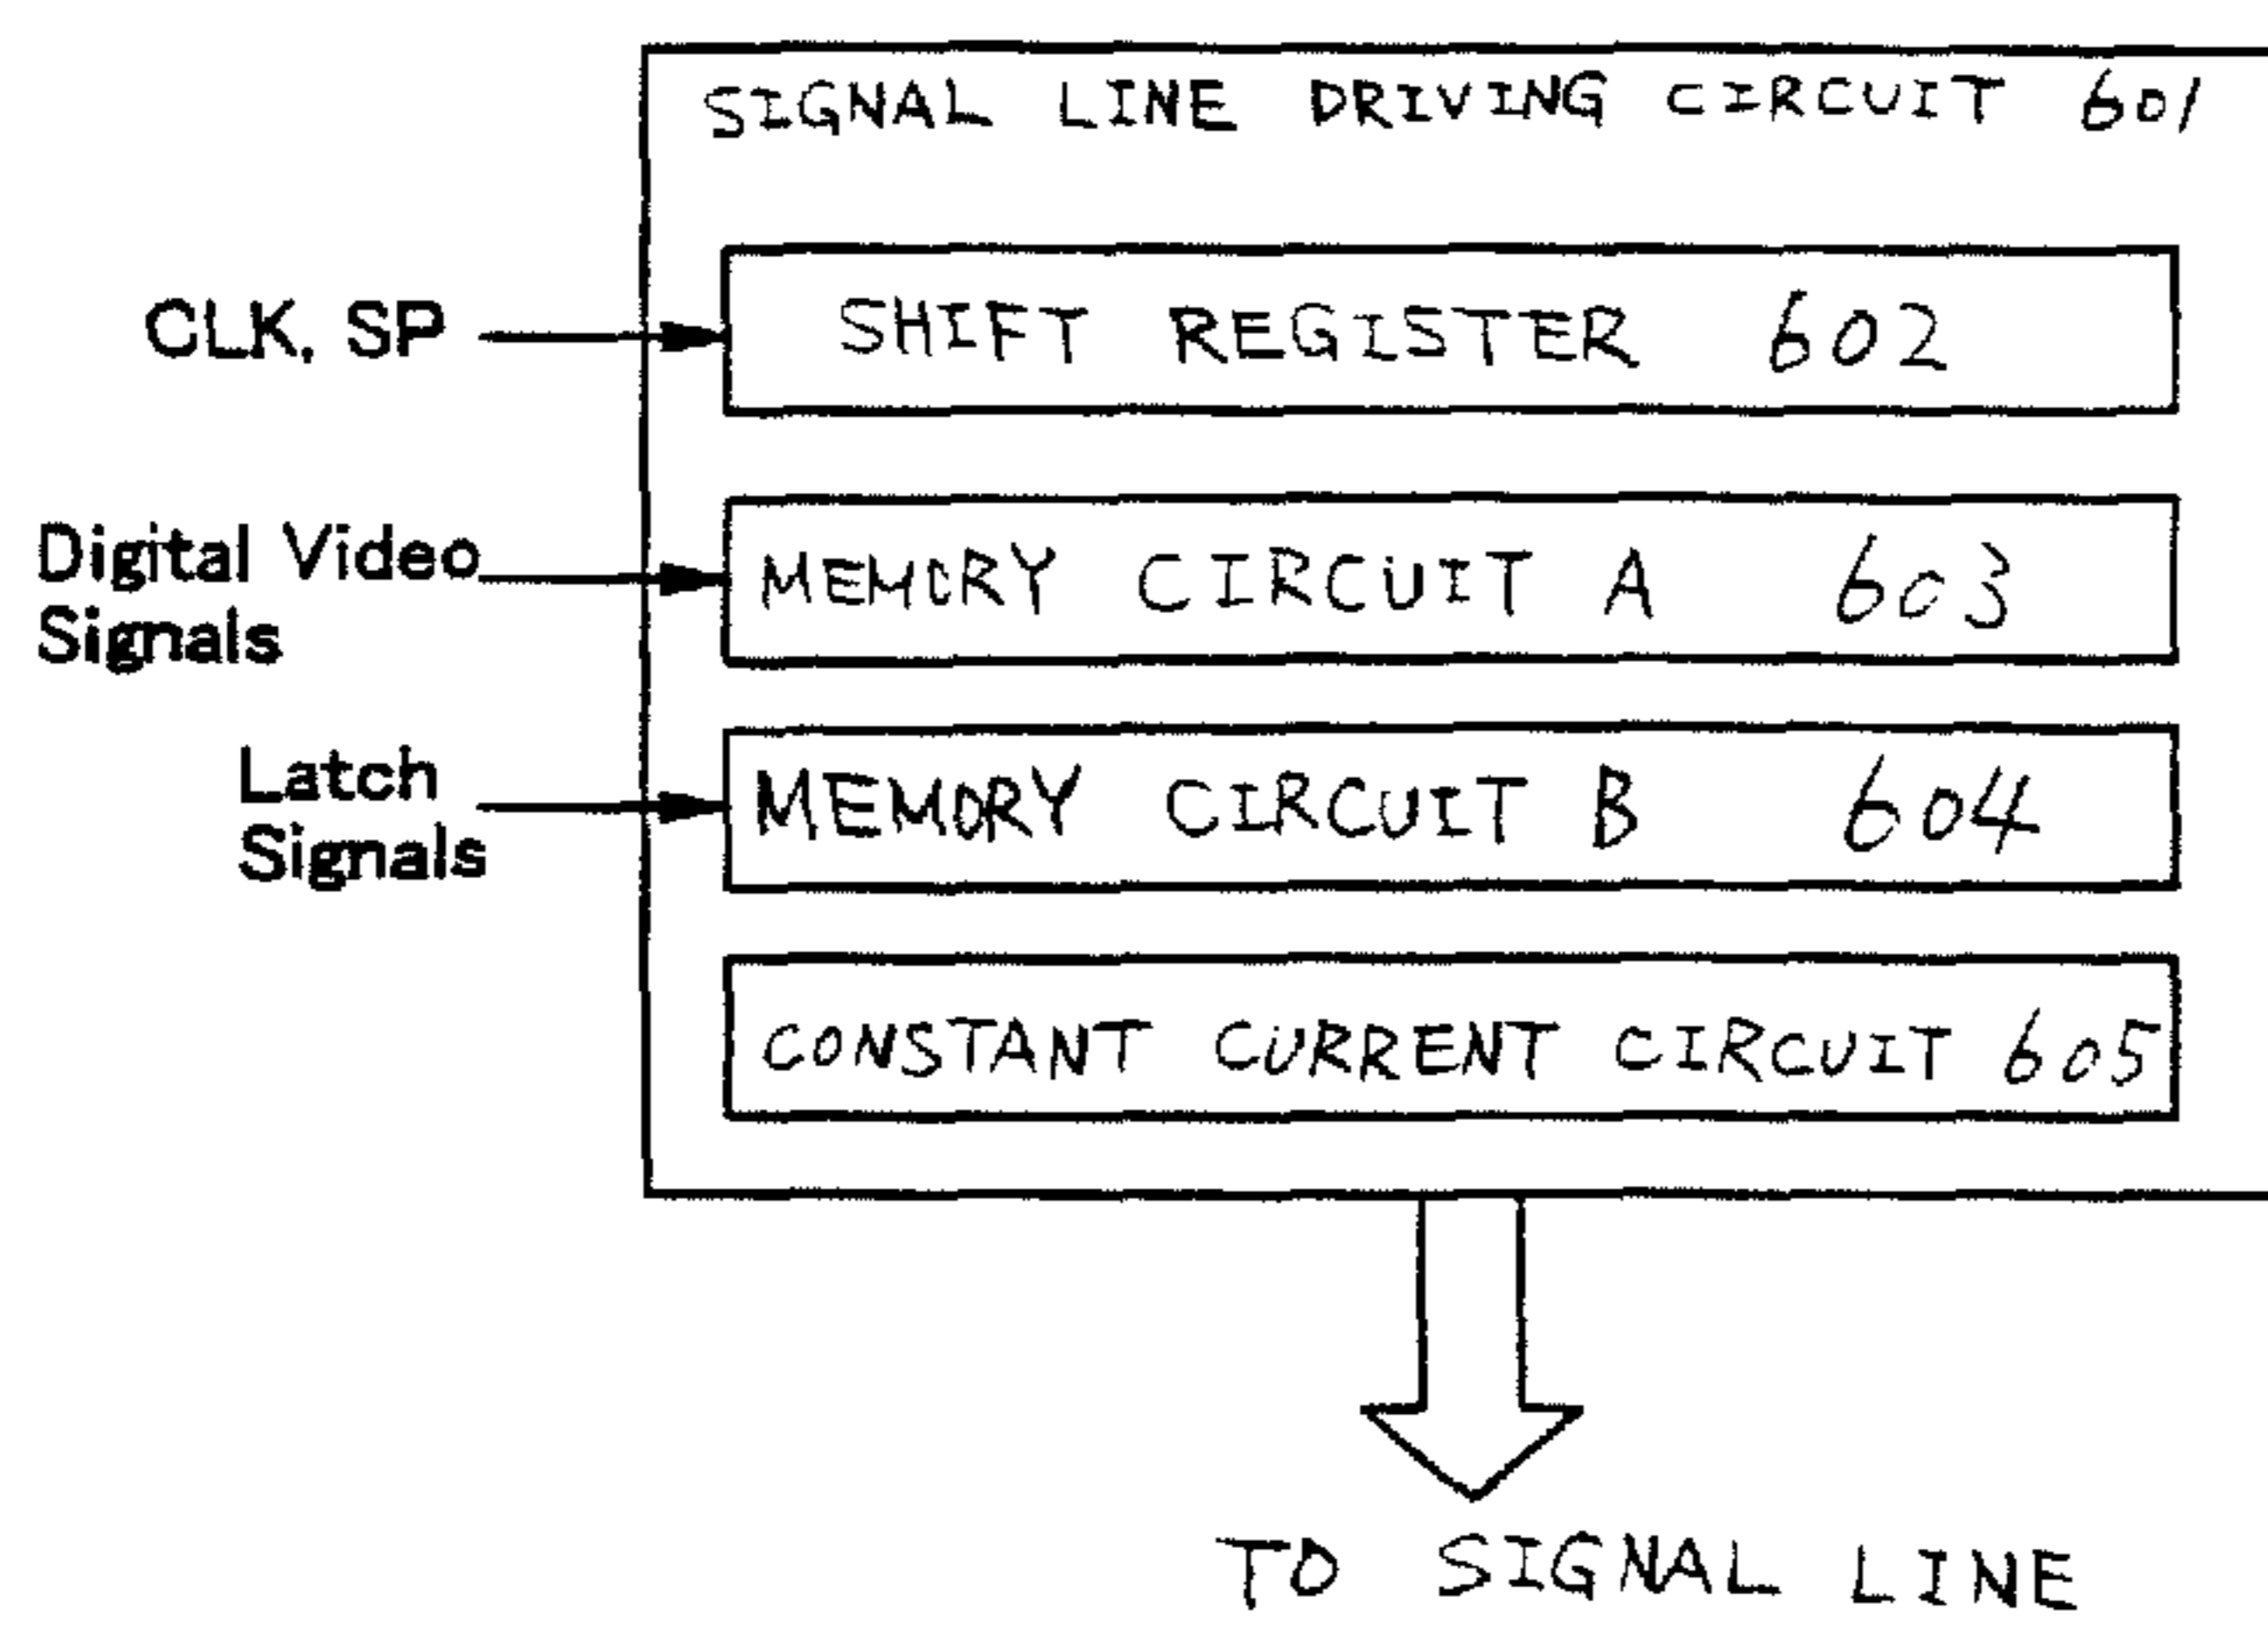 SIGNAL LINE DRIVING CIRCUIT 601
CLK, SP
SHIFT REGISTER 602
Digital Video
Signals
MEMORY CIRCUIT A 603
Latch
Signals
MEMORY CIRCUIT B 604
CONSTANT CURRENT CIRCUIT 605
TO SIGNAL LINE